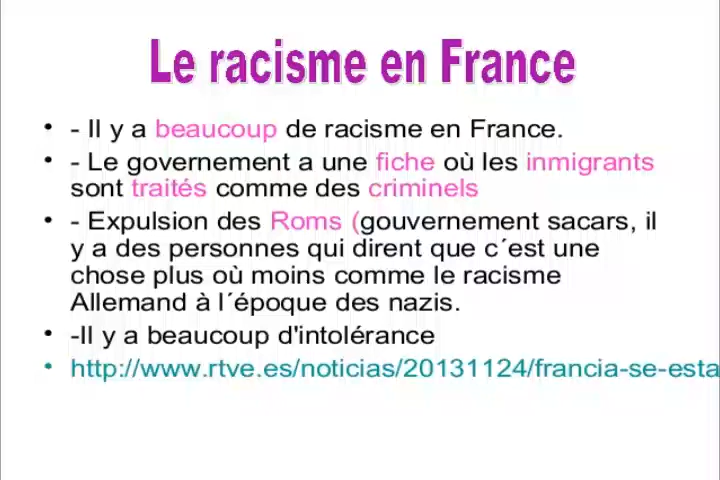 Le racisme en France
• - Il y a beaucoup de racisme en France.
• - Le governement a une fiche où les inmigrants
sont traités comme des criminels
• - Expulsion des Roms (gouvernement sacars, il
y a des personnes qui dirent que c´est une
chose plus où moins comme le racisme
Allemand à l´époque des nazis.
• -Il y a beaucoup d'intolérance
• http://www.rtve.es/noticias/20131124/francia-se-esta